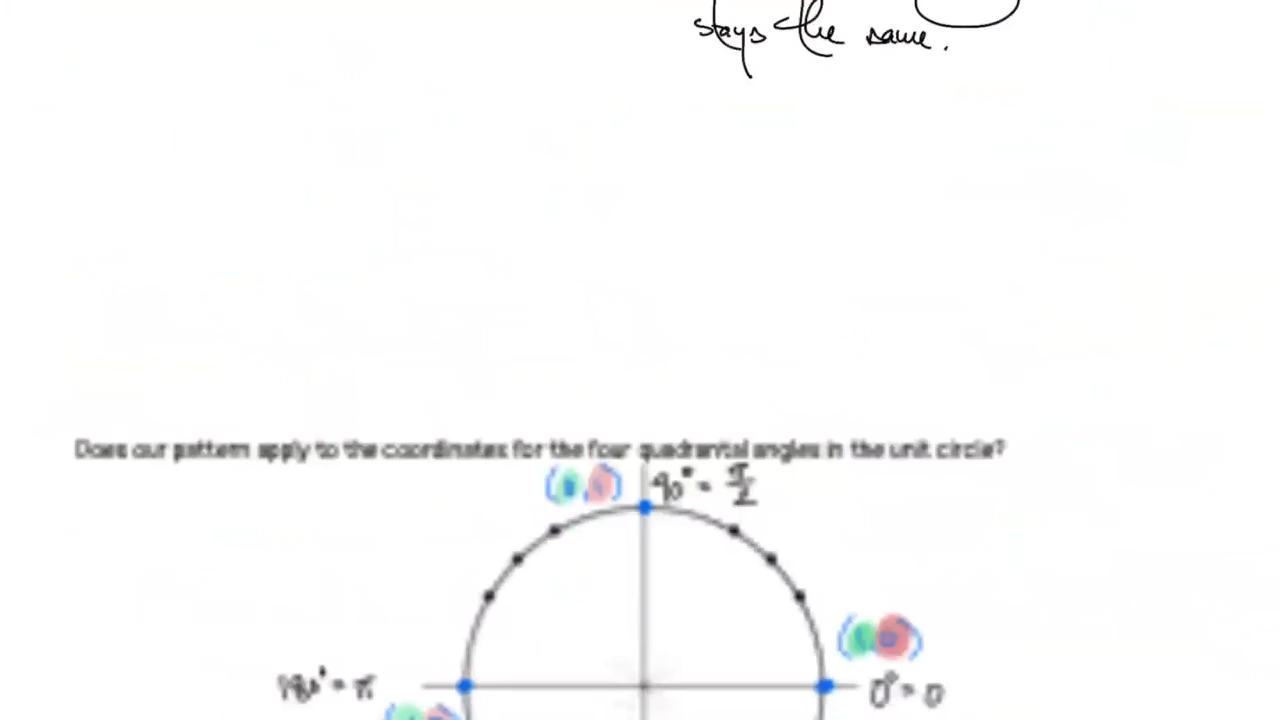 stays the same.
Does our pattern apply to the coordinates for the four quadrantal angles in the unit circle?
90° = π/2
180° = π
0° = 0